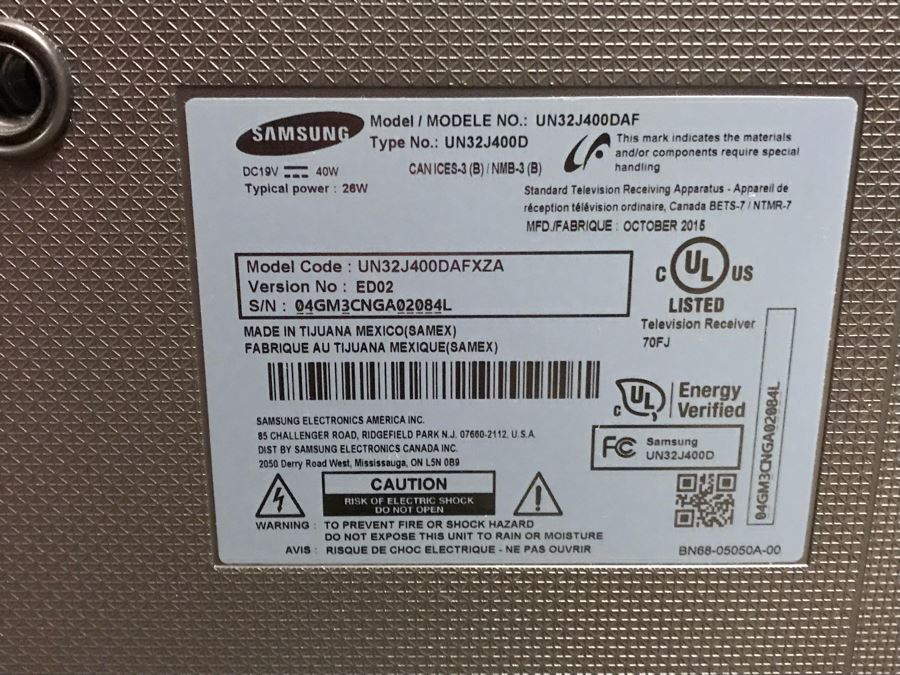 SAMSUNG
Model / MODELE NO.: UN32J400DAF
Type No.: UN32J400D
This mark indicates the materials
and/or components require special
handling
DC19V 40W
CAN ICES-3 (B) / NMB-3 (B)
Typical power : 26W
Standard Television Receiving Apparatus - Appareil de
réception télévision ordinaire, Canada BETS-7 / NTMR-7
MFD./FABRIQUE : OCTOBER 2015
Model Code : UN32J400DAFXZA
Version No : ED02
S/N : 04GM3CNGA02084L
C UL US
LISTED
Television Receiver
70FJ
MADE IN TIJUANA MEXICO(SAMEX)
FABRIQUE AU TIJUANA MEXIQUE(SAMEX)
C UL
Energy
Verified
SAMSUNG ELECTRONICS AMERICA INC.
85 CHALLENGER ROAD, RIDGEFIELD PARK N.J. 07660-2112, U.S.A.
DIST BY SAMSUNG ELECTRONICS CANADA INC.
2050 Derry Road West, Mississauga, ON L5N 0B9
FC Samsung
UN32J400D
04GM3CNGA02084L
CAUTION
RISK OF ELECTRIC SHOCK
DO NOT OPEN
WARNING : TO PREVENT FIRE OR SHOCK HAZARD
DO NOT EXPOSE THIS UNIT TO RAIN OR MOISTURE
AVIS : RISQUE DE CHOC ELECTRIQUE - NE PAS OUVRIR
BN68-05050A-00